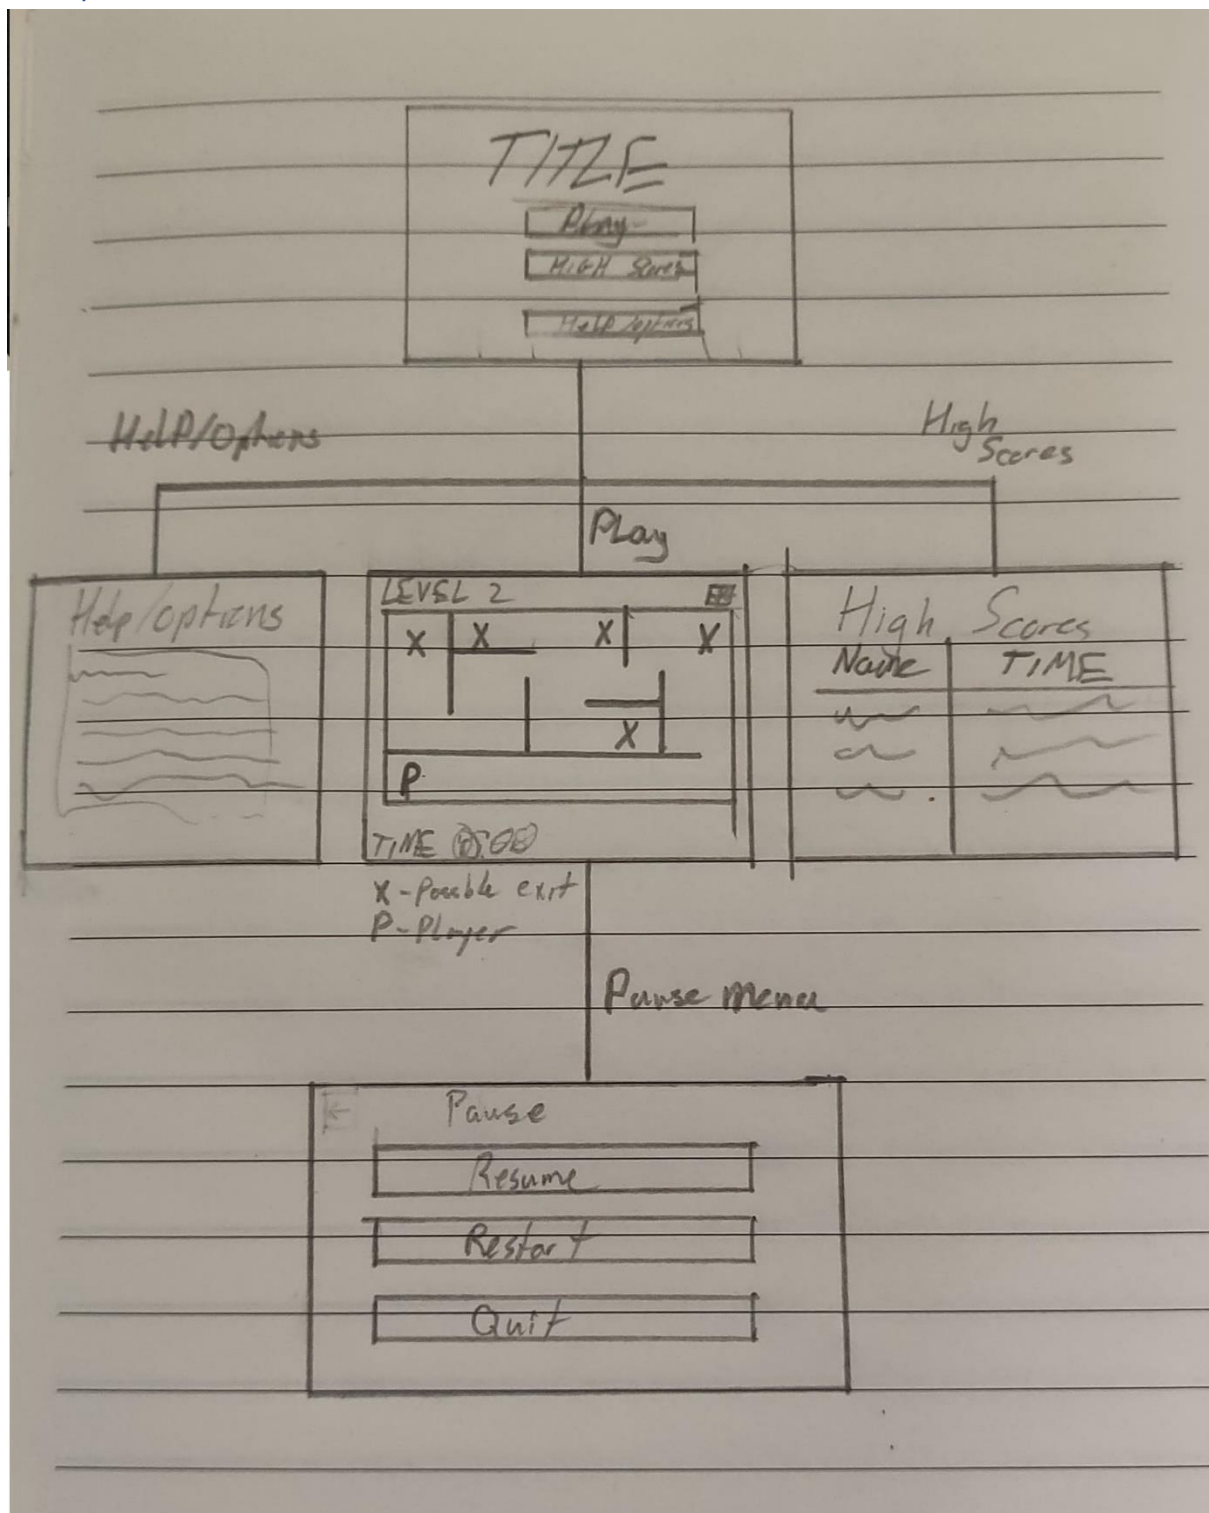 TITLE
Play
HIGH Scores
Help/options
Help/Options
High
Scores
Play
Help/options
LEVEL 2
X X X X
X
P
TIME
High Scores
Name TIME
X - Possible exit
P - Player
Pause Menu
Pause
Resume
Restart
Quit